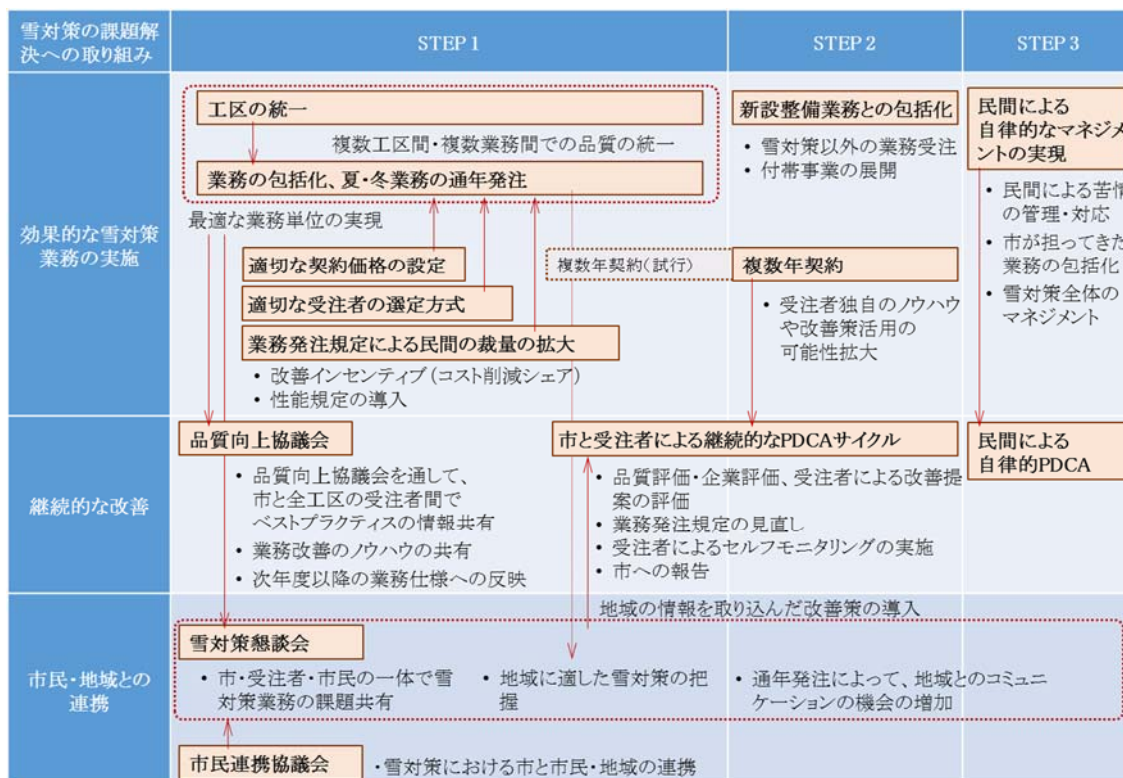 雪対策の課題解
決への取り組み
STEP 1
STEP 2
STEP 3
効果的な雪対策
業務の実施
工区の統一
複数工区間・複数業務間での品質の統一
業務の包括化、夏・冬業務の通年発注
最適な業務単位の実現
適切な契約価格の設定
適切な受注者の選定方式
業務発注規定による民間の裁量の拡大
• 改善インセンティブ(コスト削減シェア)
• 性能規定の導入
複数年契約(試行)
新設整備業務との包括化
• 雪対策以外の業務受注
• 付帯事業の展開
複数年契約
• 受注者独自のノウハウ
や改善策活用の
可能性拡大
民間による
自律的なマネジメ
ントの実現
• 民間による苦情
の管理・対応
• 市が担ってきた
業務の包括化
• 雪対策全体の
マネジメント
継続的な改善
品質向上協議会
• 品質向上協議会を通して、
市と全工区の受注者間で
ベストプラクティスの情報共有
• 業務改善のノウハウの共有
• 次年度以降の業務仕様への反映
市と受注者による継続的なPDCAサイクル
• 品質評価・企業評価、受注者による改善提
案の評価
• 業務発注規定の見直し
• 受注者によるセルフモニタリングの実施
• 市への報告
民間による
自律的PDCA
市民・地域との
連携
地域の情報を取り込んだ改善策の導入
雪対策懇談会
• 市・受注者・市民の一体で雪
対策業務の課題共有
• 地域に適した雪対策の把
握
• 通年発注によって、地域とのコミュニ
ケーションの機会の増加
市民連携協議会
・雪対策における市と市民・地域の連携